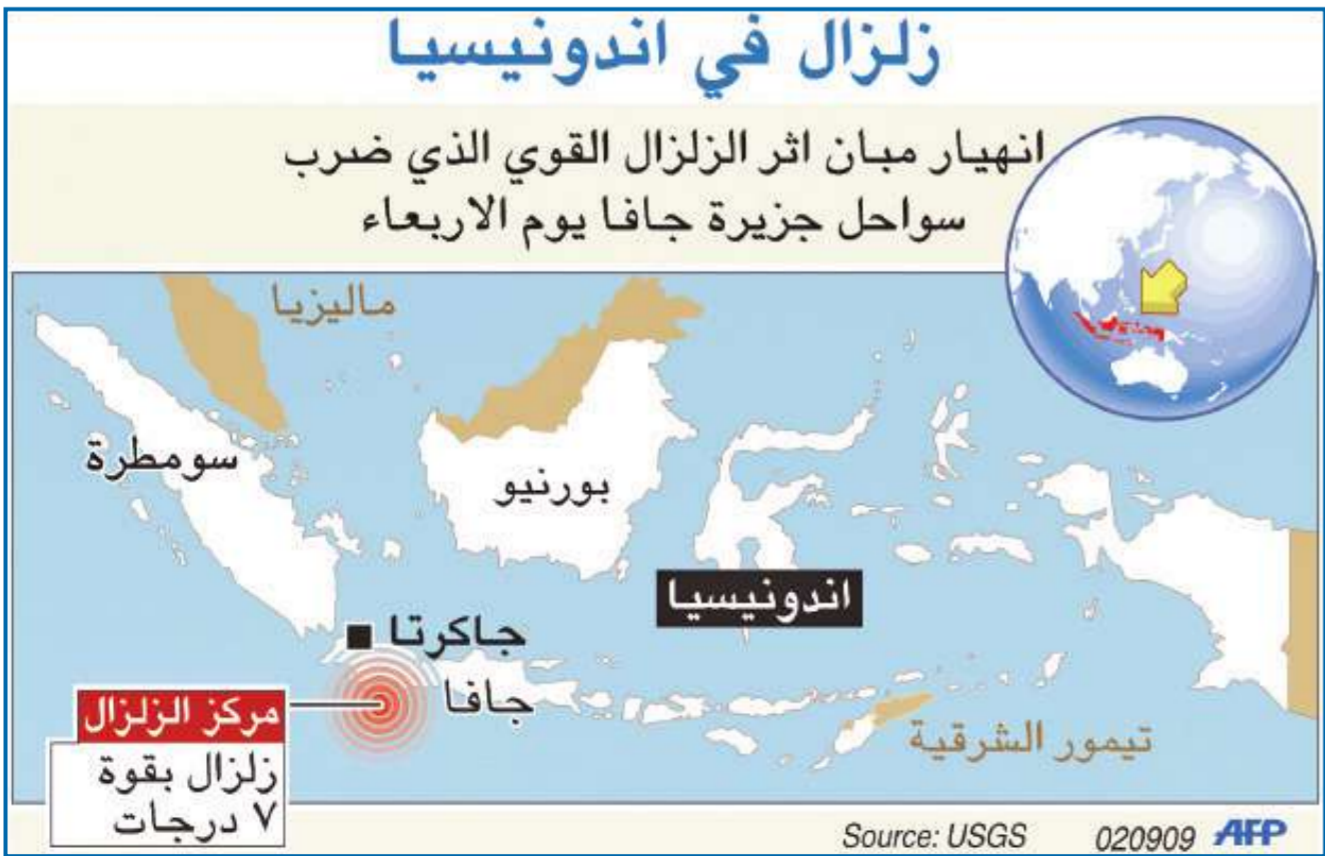 زلزال في اندونيسيا
انهيار مبان اثر الزلزال القوي الذي ضرب
سواحل جزيرة جافا يوم الاربعاء
ماليزيا
سومطرة
بورنيو
اندونيسيا
جاكرتا
جافا
مركز الزلزال
زلزال بقوة
٧ درجات
تيمور الشرقية
Source: USGS 020909 AFP